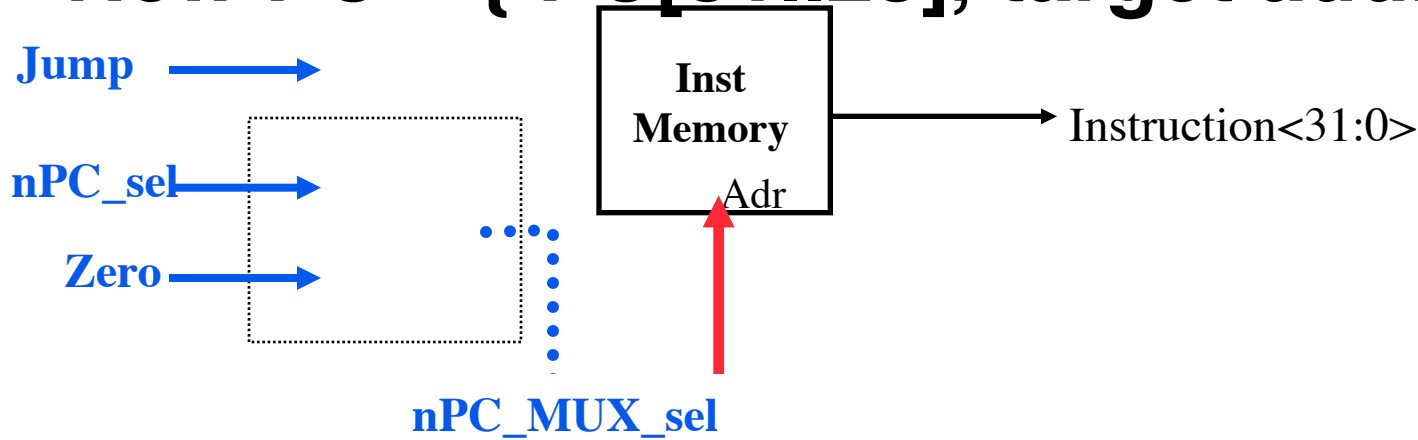 Jump
Inst
Memory
Instruction<31:0>
nPC_sel
Adr
Zero
nPC_MUX_sel